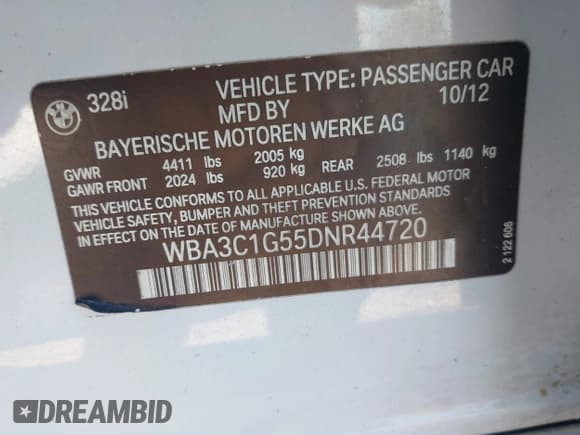 BMW
328i VEHICLE TYPE: PASSENGER CAR
MFD BY 10/12
BAYERISCHE MOTOREN WERKE AG
GVWR 4411 lbs 2005 kg
GAWR FRONT 2024 lbs 920 kg REAR 2508 lbs 1140 kg
THIS VEHICLE CONFORMS TO ALL APPLICABLE U.S. FEDERAL MOTOR
VEHICLE SAFETY, BUMPER AND THEFT PREVENTION STANDARDS
IN EFFECT ON THE DATE OF MANUFACTURE SHOWN ABOVE.
WBA3C1G55DNR44720
2 122 606
DREAMBID